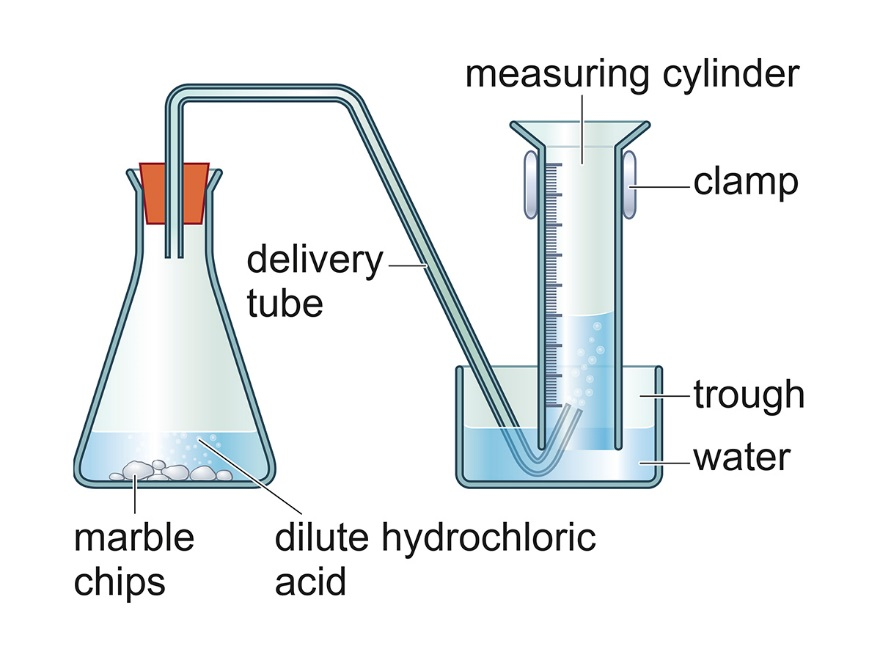 measuring cylinder
clamp
delivery
tube
trough
water
marble
chips
dilute hydrochloric
acid